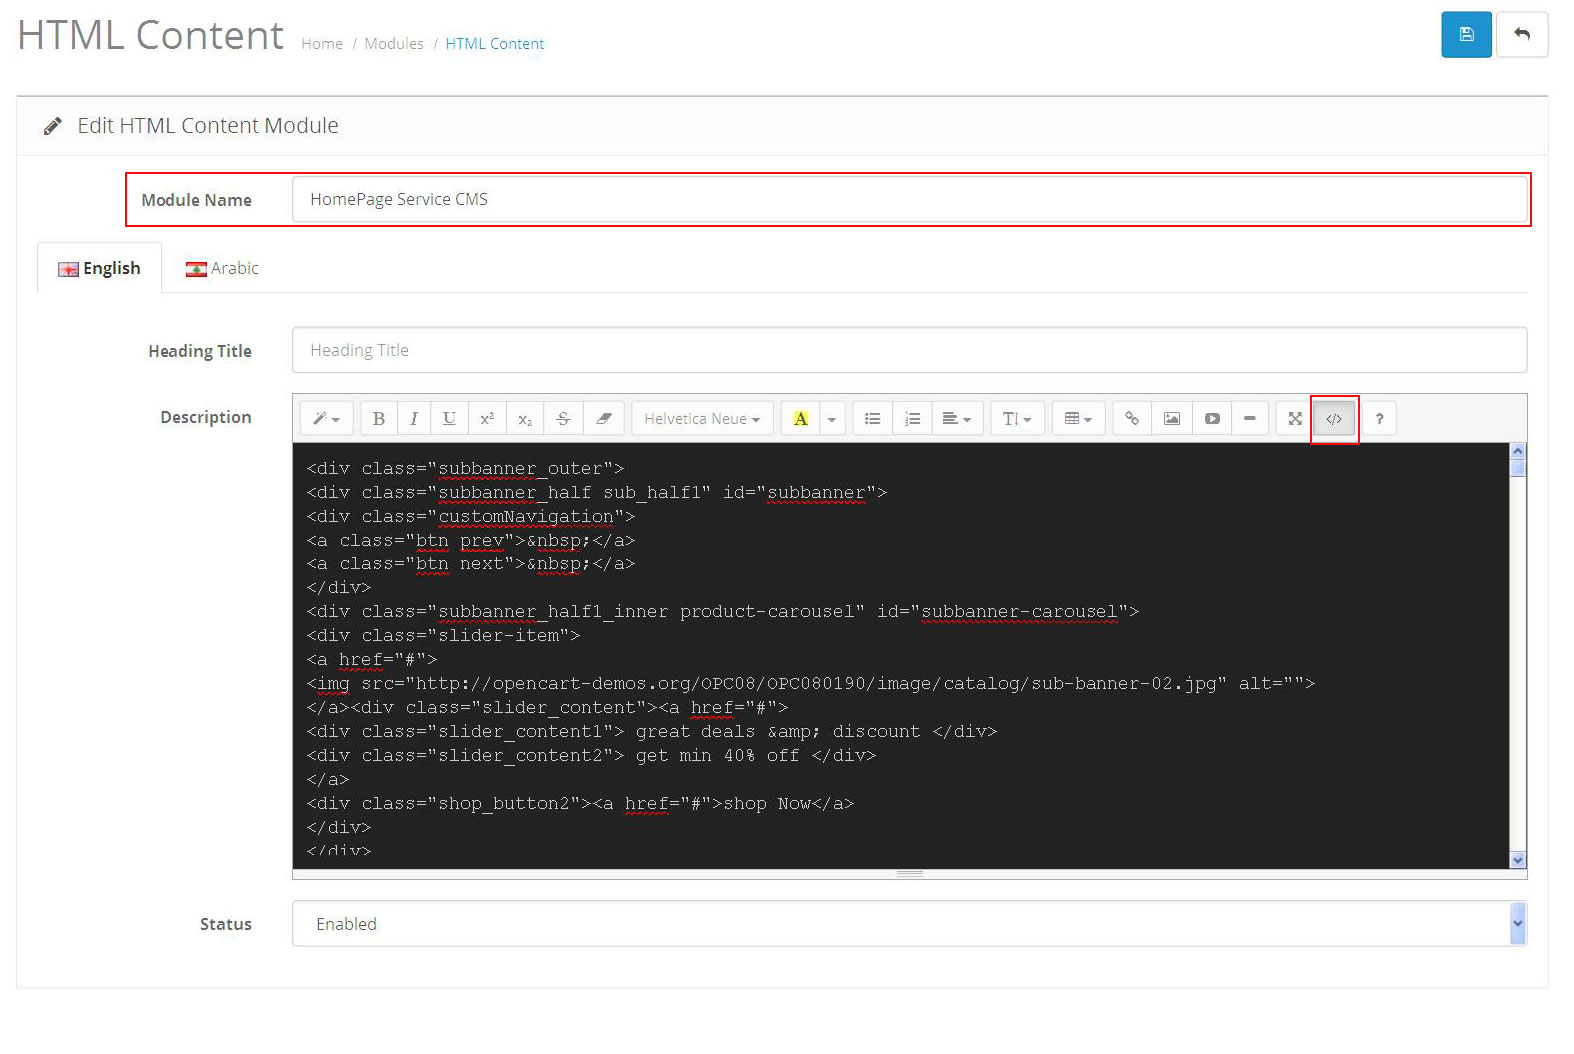 HTML Content Home / Modules / HTML Content
Edit HTML Content Module
Module Name HomePage Service CMS
English Arabic
Heading Title Heading Title
Description B I U x² x₂ S Helvetica Neue A TI </> ?
<div class="subbanner_outer">
<div class="subbanner_half sub_half1" id="subbanner">
<div class="customNavigation">
<a class="btn prev">&nbsp;</a>
<a class="btn next">&nbsp;</a>
</div>
<div class="subbanner_half1_inner product-carousel" id="subbanner-carousel">
<div class="slider-item">
<a href="#">
<img src="http://opencart-demos.org/OPC08/OPC080190/image/catalog/sub-banner-02.jpg" alt="">
</a><div class="slider_content"><a href="#">
<div class="slider_content1"> great deals &amp; discount </div>
<div class="slider_content2"> get min 40% off </div>
</a>
<div class="shop_button2"><a href="#">shop Now</a>
</div>
</div>
Status Enabled